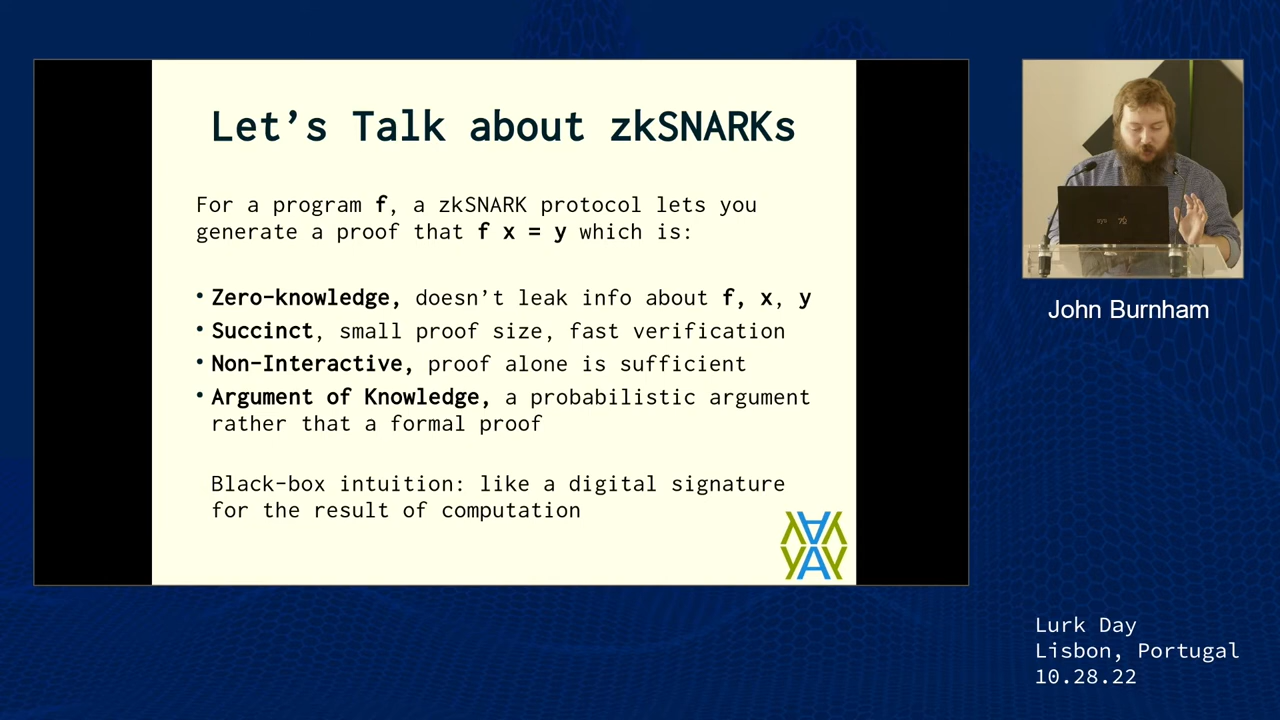 Let's Talk about zkSNARKs
For a program f, a zkSNARK protocol lets you
generate a proof that f x = y which is:
• Zero-knowledge, doesn't leak info about f, x, y
• Succinct, small proof size, fast verification
• Non-Interactive, proof alone is sufficient
• Argument of Knowledge, a probabilistic argument
rather that a formal proof
Black-box intuition: like a digital signature
for the result of computation
John Burnham
Lurk Day
Lisbon, Portugal
10.28.22